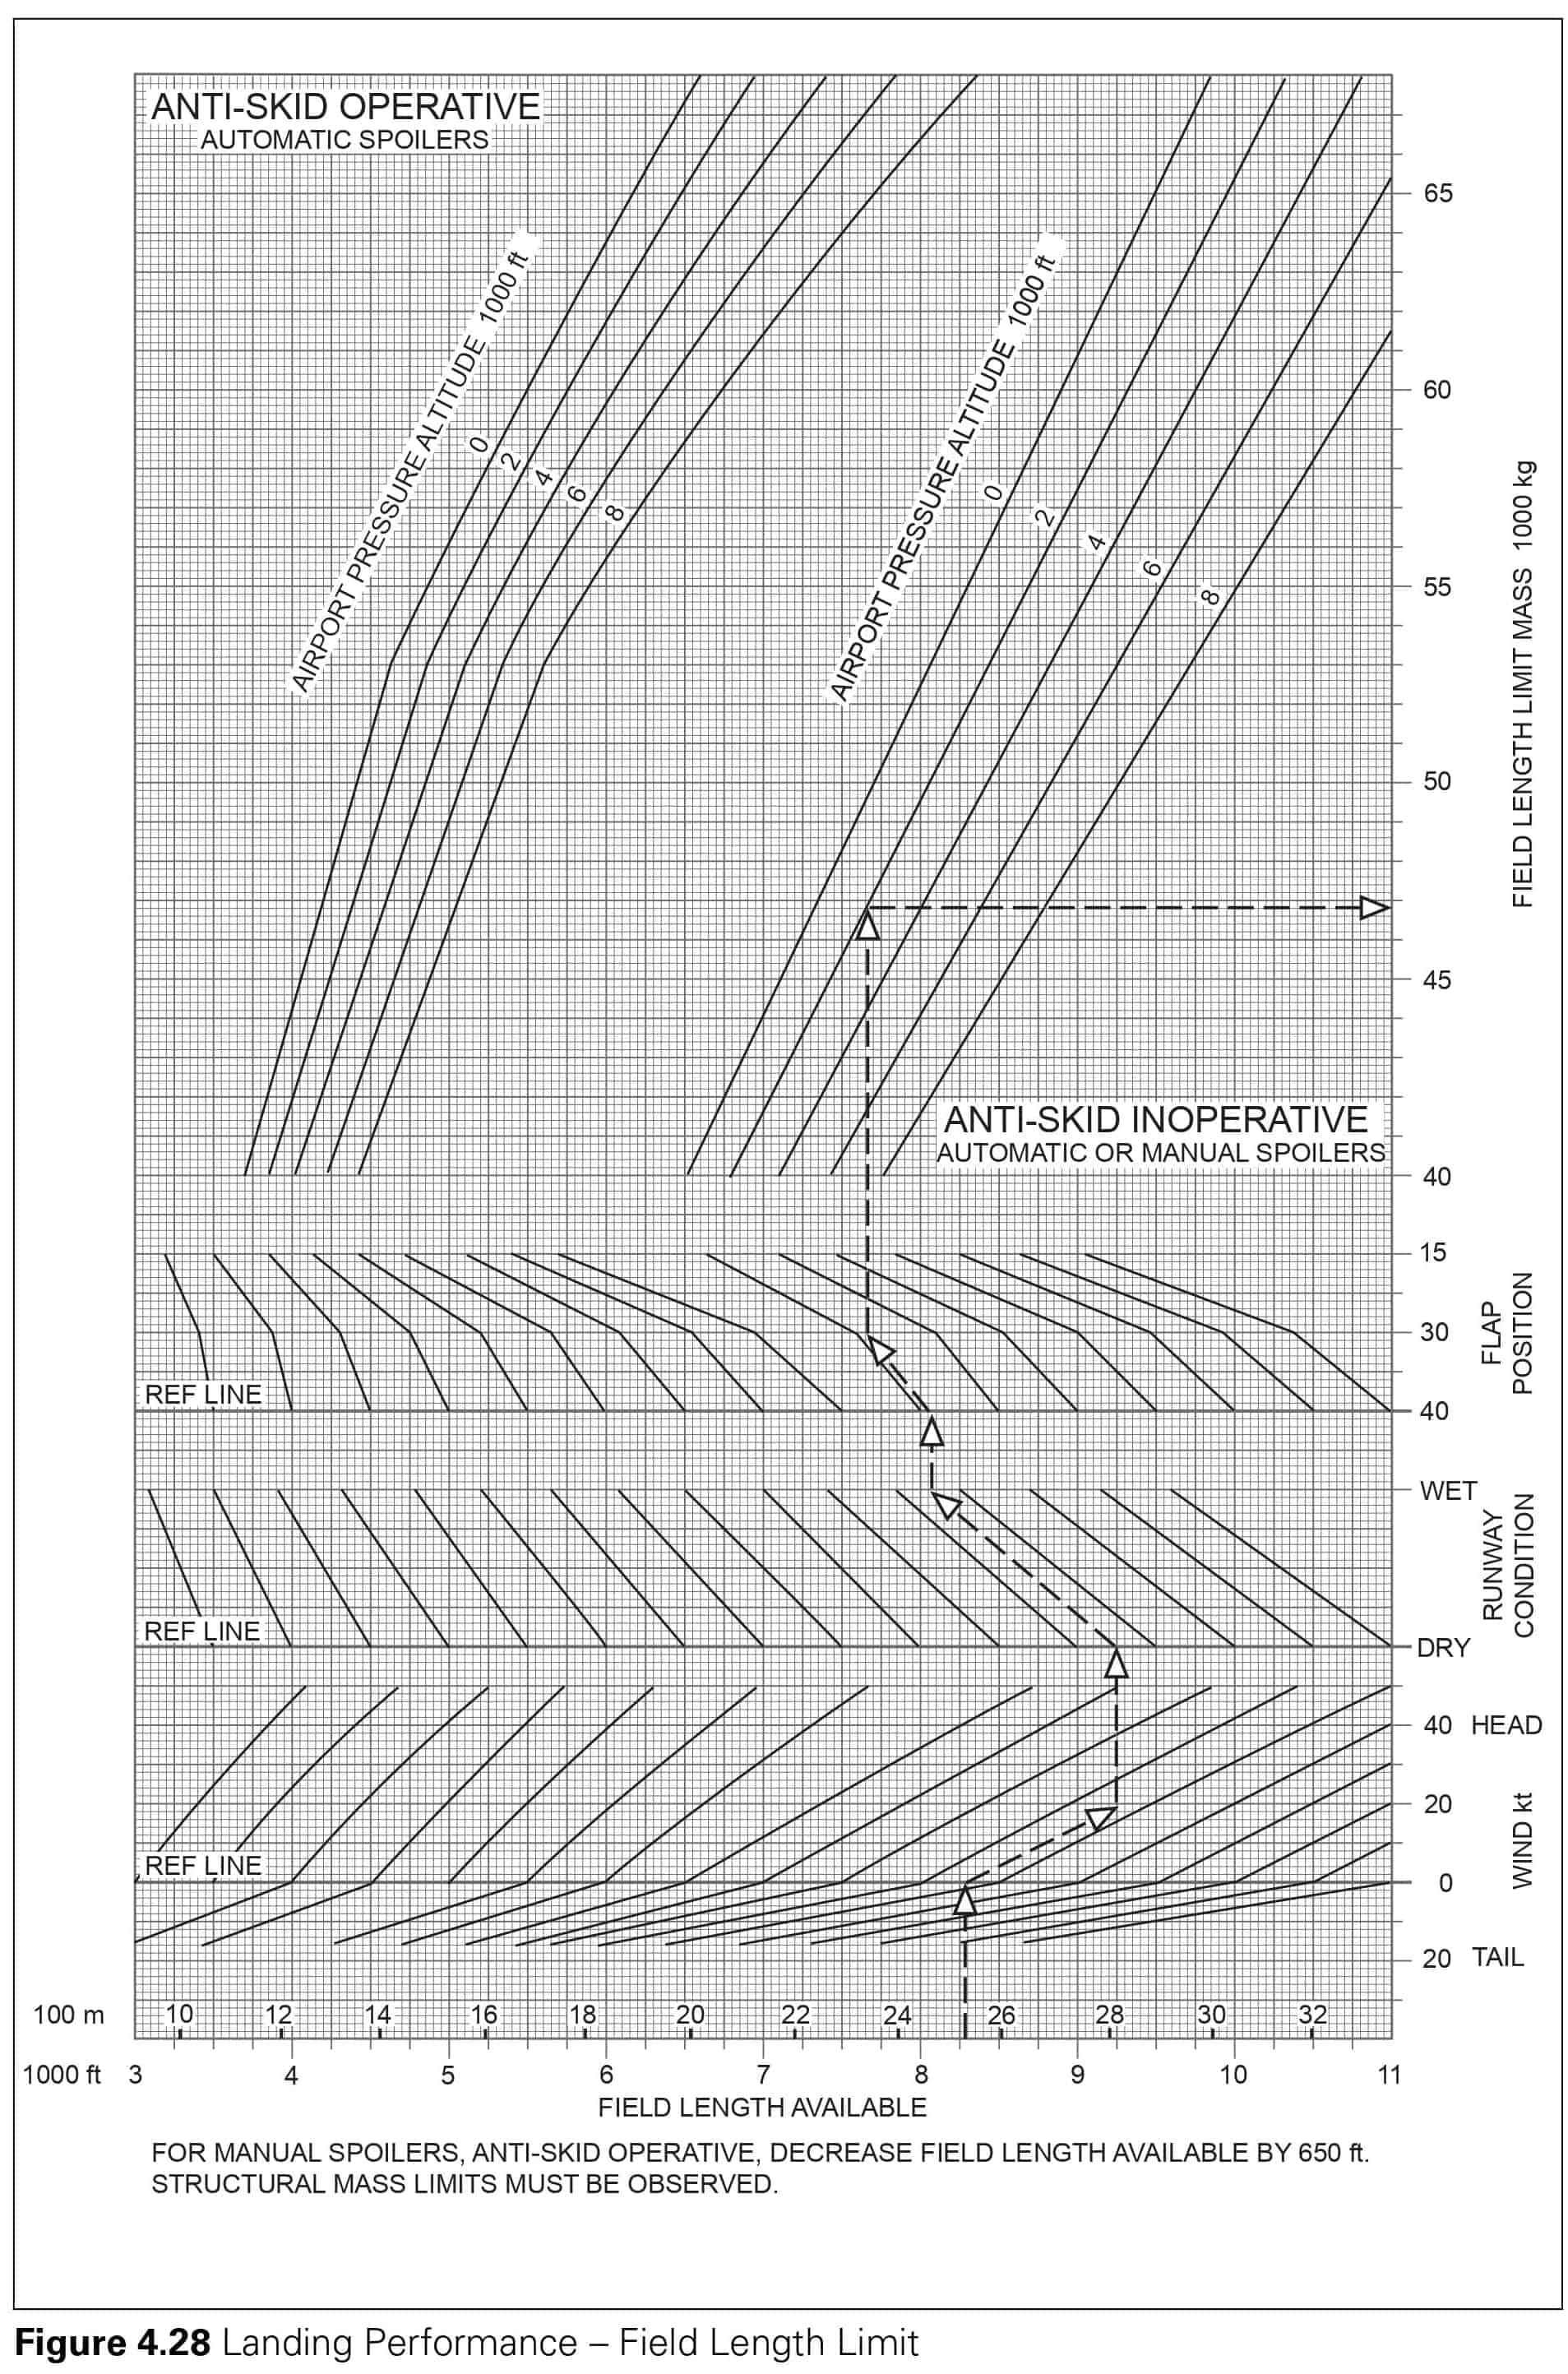 ANTI-SKID OPERATIVE
AUTOMATIC SPOILERS
65
AIRPORT PRESSURE ALTITUDE 1000 ft
0
2
4
6
8
AIRPORT PRESSURE ALTITUDE 1000 ft
0
2
4
6
8
60
55
50
45
40
FIELD LENGTH LIMIT MASS 1000 kg
ANTI-SKID INOPERATIVE
AUTOMATIC OR MANUAL SPOILERS
15
30
40
FLAP
POSITION
REF LINE
WET
DRY
RUNWAY
CONDITION
REF LINE
40 HEAD
20
0
20 TAIL
WIND kt
REF LINE
100 m 10 12 14 16 18 20 22 24 26 28 30 32
1000 ft 3 4 5 6 7 8 9 10 11
FIELD LENGTH AVAILABLE
FOR MANUAL SPOILERS, ANTI-SKID OPERATIVE, DECREASE FIELD LENGTH AVAILABLE BY 650 ft.
STRUCTURAL MASS LIMITS MUST BE OBSERVED.
Figure 4.28 Landing Performance – Field Length Limit